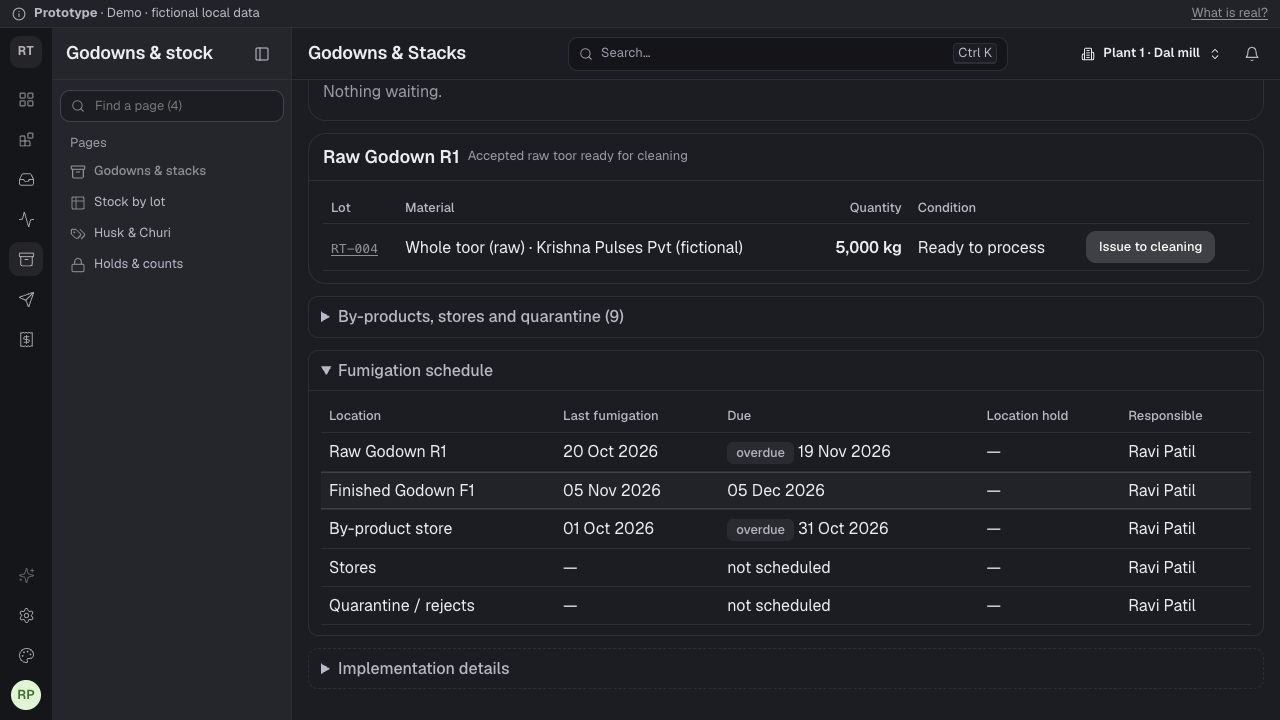 Prototype · Demo · fictional local data
What is real?
RT
Godowns & stock
Godowns & Stacks
Search...
Ctrl K
Plant 1 · Dal mill
Find a page (4)
Pages
Godowns & stacks
Stock by lot
Husk & Churi
Holds & counts
RP
Nothing waiting.
Raw Godown R1 Accepted raw toor ready for cleaning
Lot Material Quantity Condition
RT-004 Whole toor (raw) · Krishna Pulses Pvt (fictional) 5,000 kg Ready to process Issue to cleaning
By-products, stores and quarantine (9)
Fumigation schedule
Location Last fumigation Due Location hold Responsible
Raw Godown R1 20 Oct 2026 overdue 19 Nov 2026 — Ravi Patil
Finished Godown F1 05 Nov 2026 05 Dec 2026 — Ravi Patil
By-product store 01 Oct 2026 overdue 31 Oct 2026 — Ravi Patil
Stores — not scheduled — Ravi Patil
Quarantine / rejects — not scheduled — Ravi Patil
Implementation details